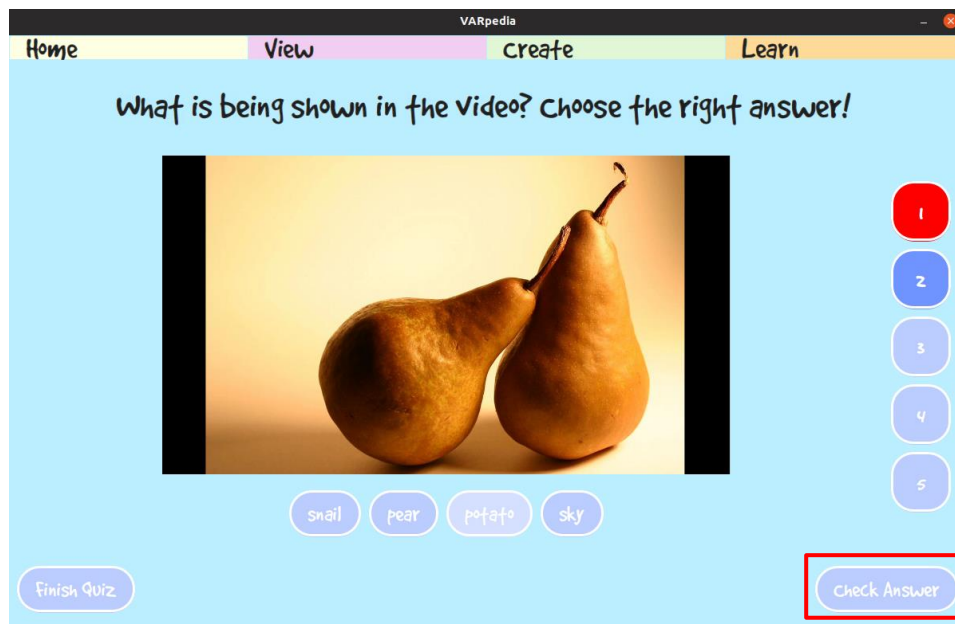 VARpedia
Home View Create Learn
What is being shown in the Video? Choose the right answer!
1
2
3
4
5
snail pear potato sky
Finish Quiz Check Answer